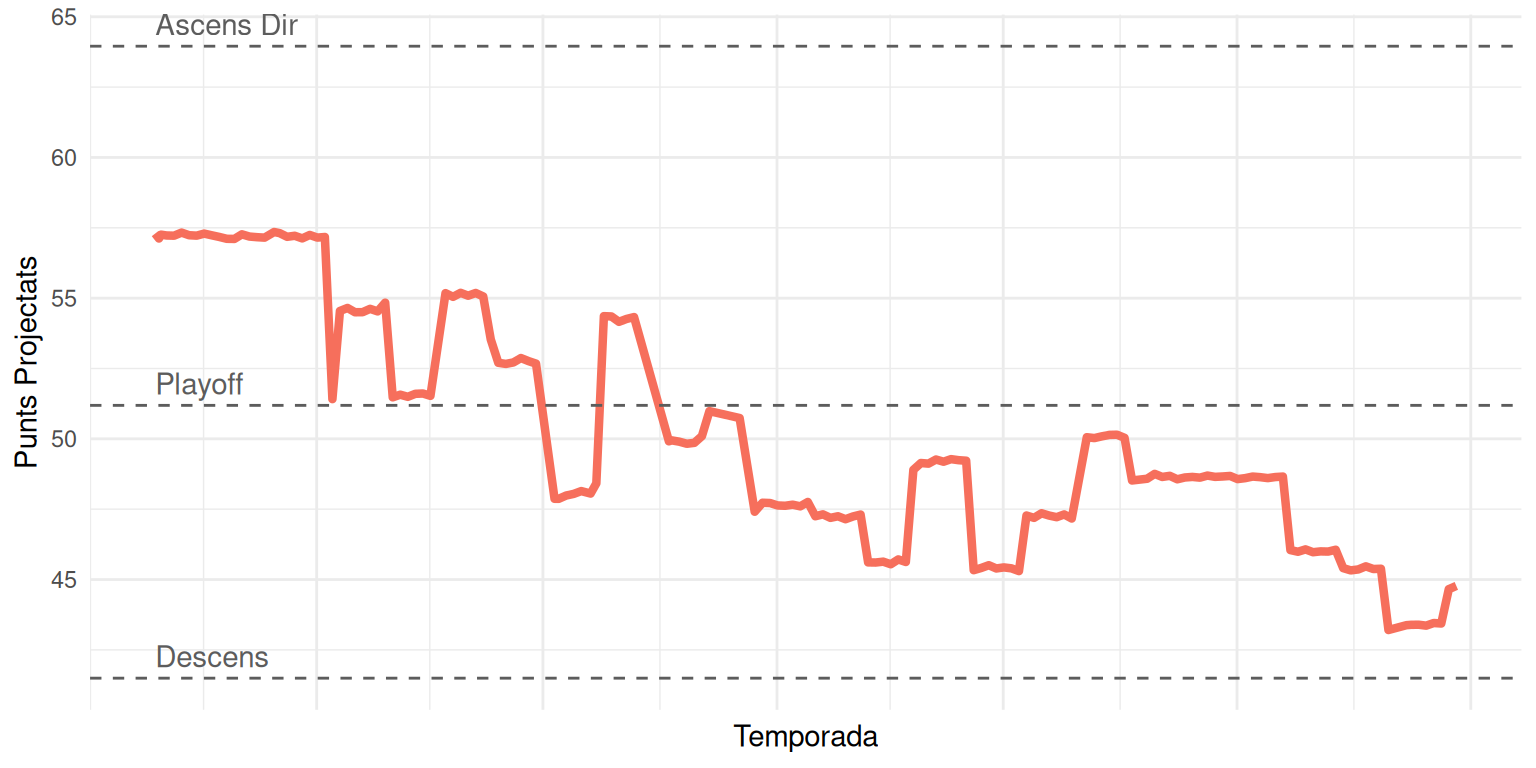 65
Ascens Dir
60
55
Playoff
50
45
Descens
Punts Projectats
Temporada